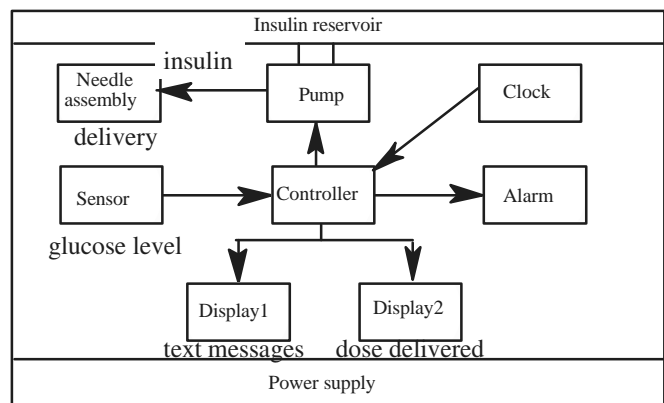 Insulin reservoir
insulin
Needle
assembly
Pump
Clock
delivery
Sensor
Controller
Alarm
glucose level
Display1
Display2
text messages
dose delivered
Power supply